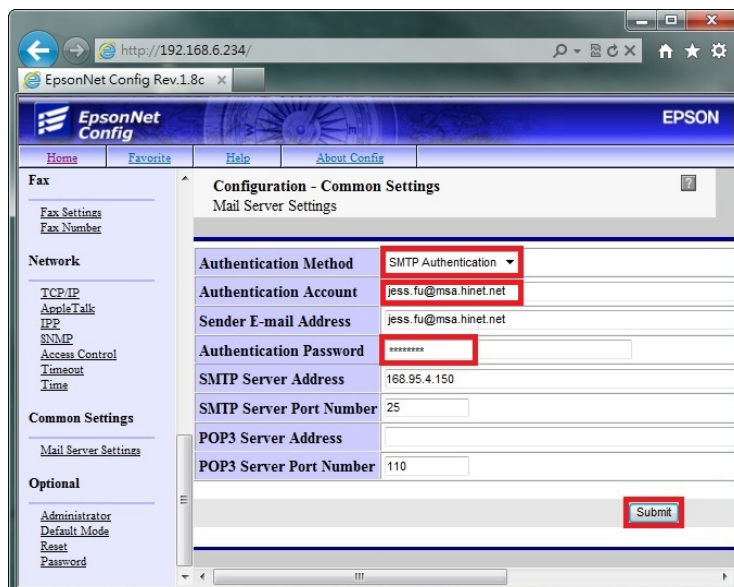 http://192.168.6.234/
EpsonNet Config Rev.1.8c
EpsonNet
Config
EPSON
Home Favorite Help About Config
Fax
Fax Settings
Fax Number
Network
TCP/IP
AppleTalk
IPP
SNMP
Access Control
Timeout
Time
Common Settings
Mail Server Settings
Optional
Administrator
Default Mode
Reset
Password
Configuration - Common Settings
Mail Server Settings
?
Authentication Method SMTP Authentication
Authentication Account jess.fu@msa.hinet.net
Sender E-mail Address jess.fu@msa.hinet.net
Authentication Password ********
SMTP Server Address 168.95.4.150
SMTP Server Port Number 25
POP3 Server Address
POP3 Server Port Number 110
Submit